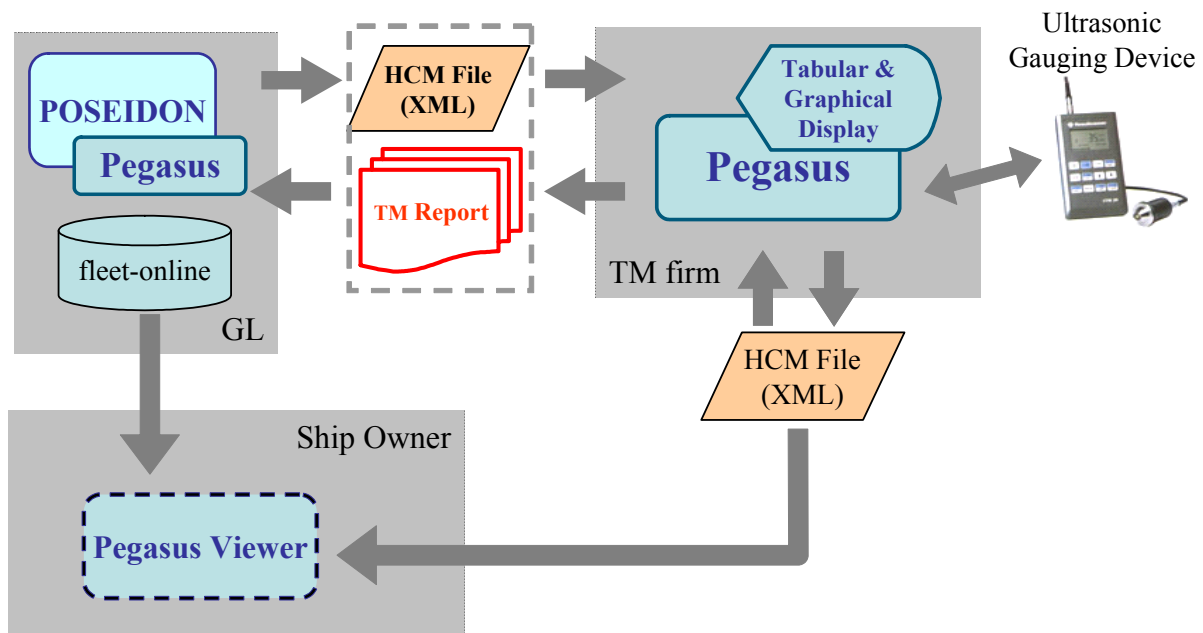 POSEIDON
Pegasus
fleet-online
GL
HCM File
(XML)
TM Report
Tabular &
Graphical
Display
Pegasus
TM firm
Ultrasonic
Gauging Device
HCM File
(XML)
Ship Owner
Pegasus Viewer